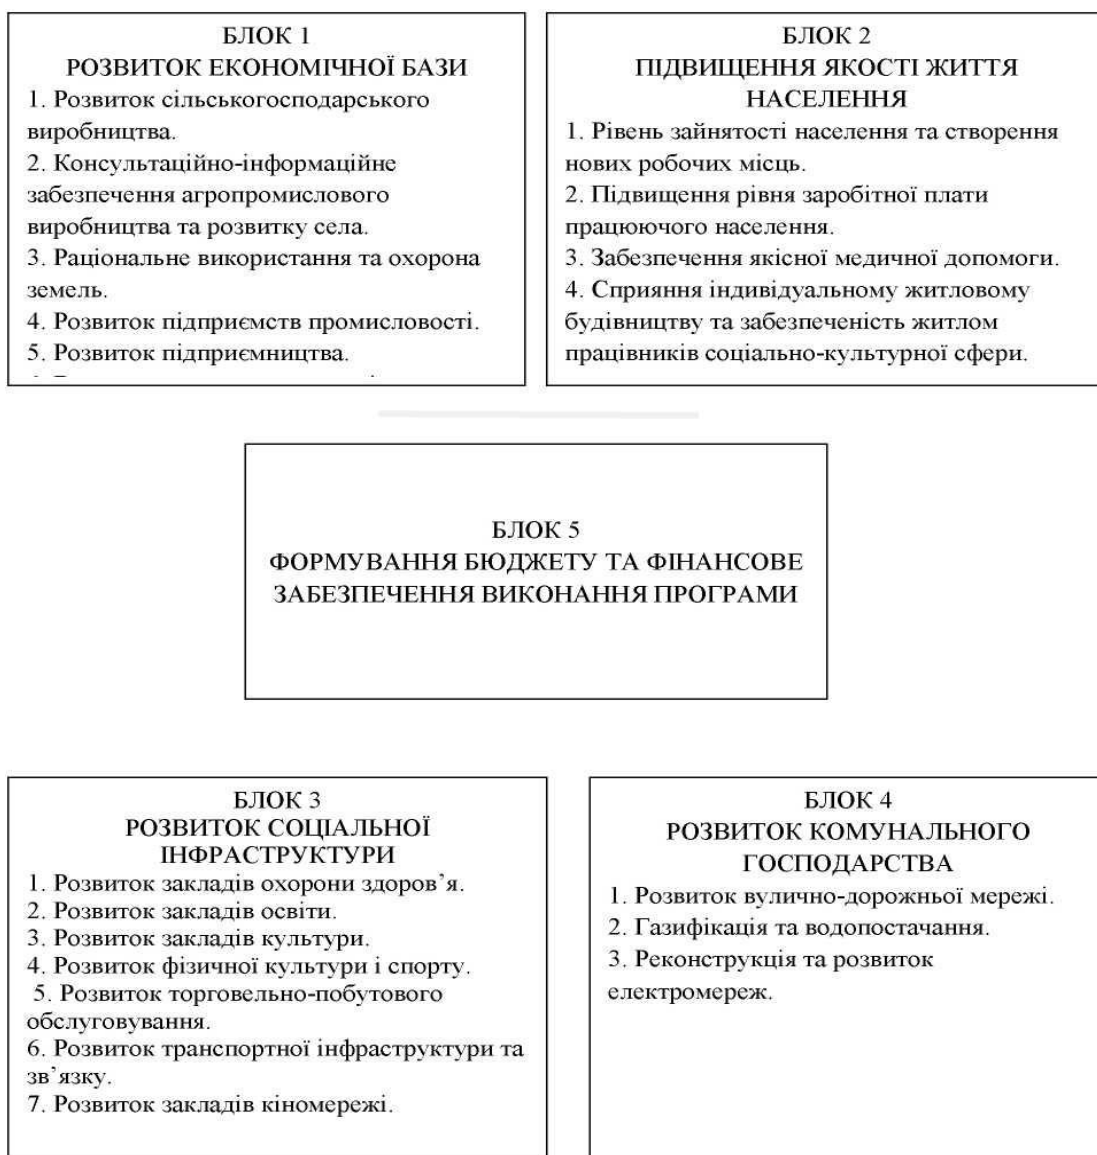 БЛОК 1
РОЗВИТОК ЕКОНОМІЧНОЇ БАЗИ
1. Розвиток сільськогосподарського
виробництва.
2. Консультаційно-інформаційне
забезпечення агропромислового
виробництва та розвитку села.
3. Раціональне використання та охорона
земель.
4. Розвиток підприємств промисловості.
5. Розвиток підприємництва.
БЛОК 2
ПІДВИЩЕННЯ ЯКОСТІ ЖИТТЯ
НАСЕЛЕННЯ
1. Рівень зайнятості населення та створення
нових робочих місць.
2. Підвищення рівня заробітної плати
працюючого населення.
3. Забезпечення якісної медичної допомоги.
4. Сприяння індивідуальному житловому
будівництву та забезпеченість житлом
працівників соціально-культурної сфери.
БЛОК 5
ФОРМУВАННЯ БЮДЖЕТУ ТА ФІНАНСОВЕ
ЗАБЕЗПЕЧЕННЯ ВИКОНАННЯ ПРОГРАМИ
БЛОК 3
РОЗВИТОК СОЦІАЛЬНОЇ
ІНФРАСТРУКТУРИ
1. Розвиток закладів охорони здоров’я.
2. Розвиток закладів освіти.
3. Розвиток закладів культури.
4. Розвиток фізичної культури і спорту.
5. Розвиток торговельно-побутового
обслуговування.
6. Розвиток транспортної інфраструктури та
зв’язку.
7. Розвиток закладів кіномережі.
БЛОК 4
РОЗВИТОК КОМУНАЛЬНОГО
ГОСПОДАРСТВА
1. Розвиток вулично-дорожньої мережі.
2. Газифікація та водопостачання.
3. Реконструкція та розвиток
електромереж.